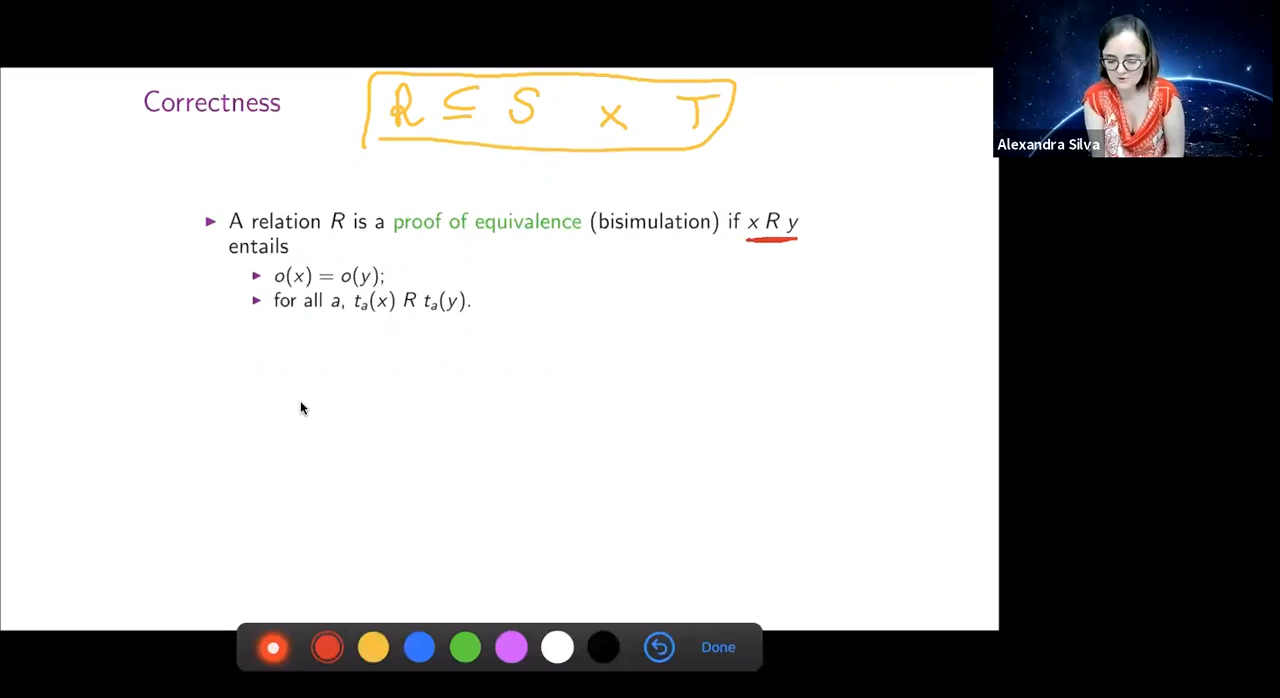 Correctness
R ⊆ S x T
Alexandra Silva
▶ A relation R is a proof of equivalence (bisimulation) if x R y
entails
▶ o(x) = o(y);
▶ for all a, tₐ(x) R tₐ(y).
Done